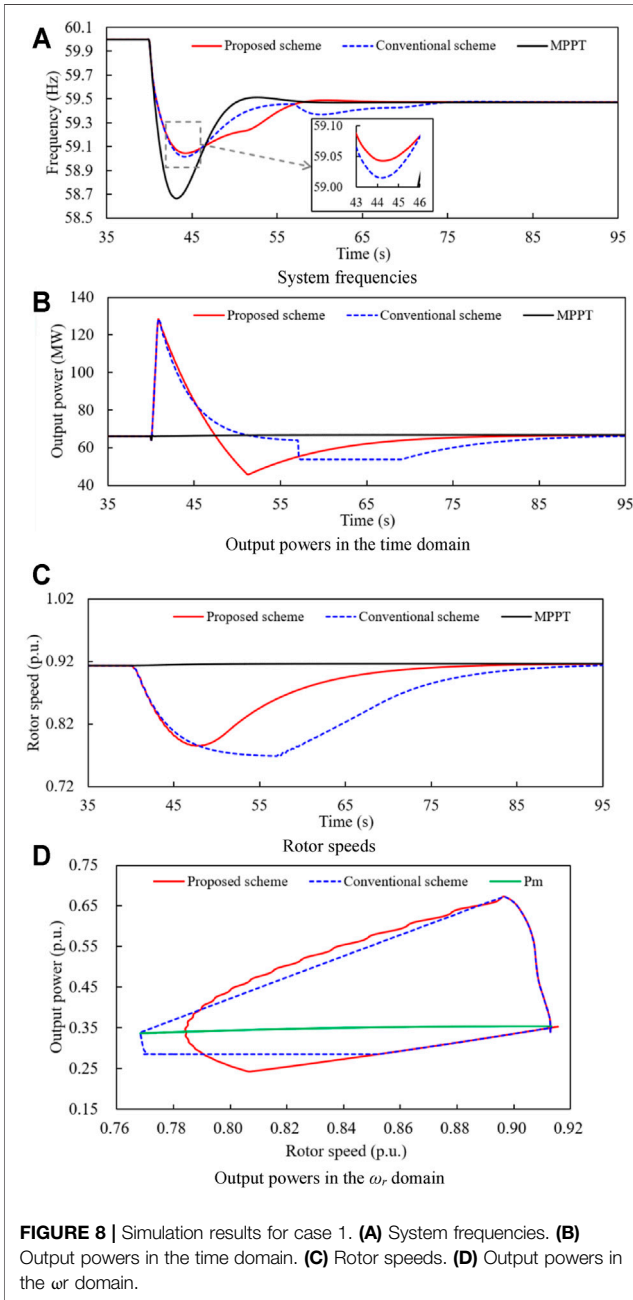 A
Proposed scheme Conventional scheme MPPT
Frequency (Hz)
60.1
59.9
59.7
59.5
59.3
59.1
58.9
58.7
58.5
59.10
59.05
59.00
43 44 45 46
35 45 55 65 75 85 95
Time (s)
System frequencies
B
Proposed scheme Conventional scheme MPPT
Output power (MW)
140
120
100
80
60
40
35 45 55 65 75 85 95
Time (s)
Output powers in the time domain
C
Proposed scheme Conventional scheme MPPT
Rotor speed (p.u.)
1.02
0.92
0.82
0.72
35 45 55 65 75 85 95
Time (s)
Rotor speeds
D
Proposed scheme Conventional scheme Pm
Output power (p.u.)
0.75
0.65
0.55
0.45
0.35
0.25
0.15
0.76 0.78 0.80 0.82 0.84 0.86 0.88 0.90 0.92
Rotor speed (p.u.)
Output powers in the ωr domain
FIGURE 8 | Simulation results for case 1. (A) System frequencies. (B)
Output powers in the time domain. (C) Rotor speeds. (D) Output powers in
the ωr domain.